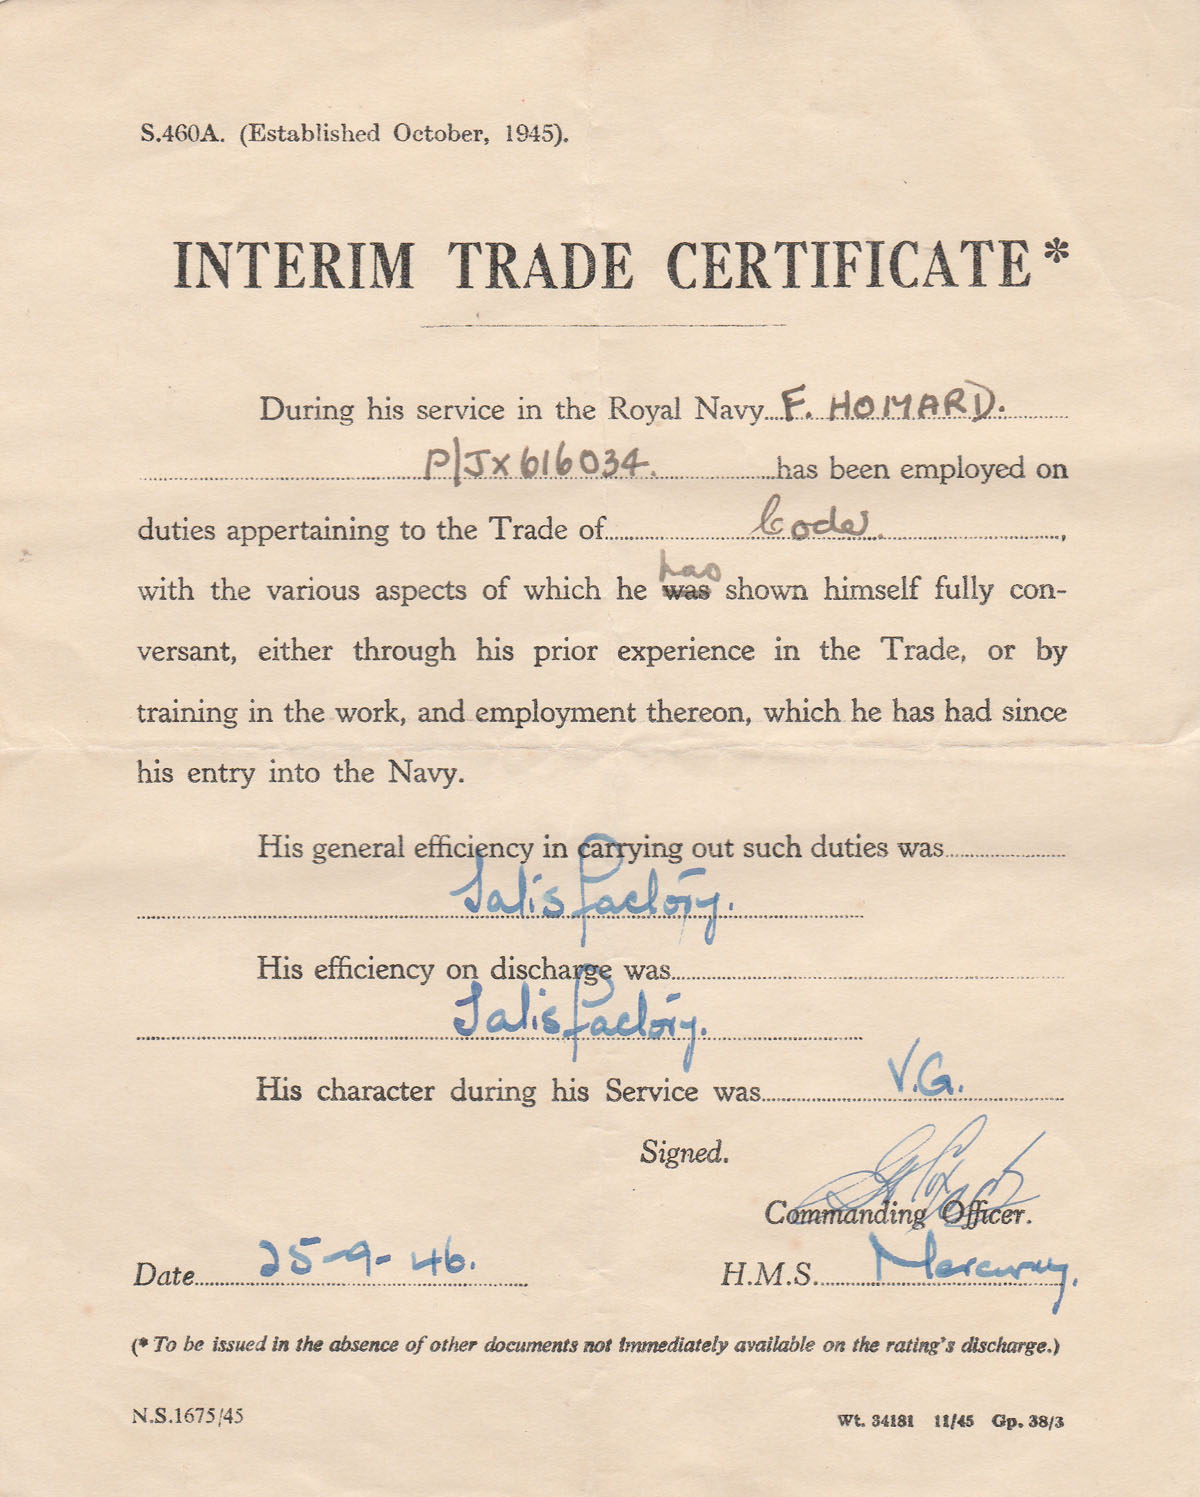 S.460A. (Established October, 1945).
INTERIM TRADE CERTIFICATE*
During his service in the Royal Navy F. HOMARD.
P/JX616034. has been employed on
duties appertaining to the Trade of Coder.,
has
with the various aspects of which he was shown himself fully con-
versant, either through his prior experience in the Trade, or by
training in the work, and employment thereon, which he has had since
his entry into the Navy.
His general efficiency in carrying out such duties was
Satisfactory.
His efficiency on discharge was
Satisfactory.
His character during his Service was V.G.
Signed.
Commanding Officer.
Date 25-9-46. H.M.S. Mercury.
(* To be issued in the absence of other documents not immediately available on the rating's discharge.)
N.S.1675/45 Wt. 34181 11/45 Gp. 38/3